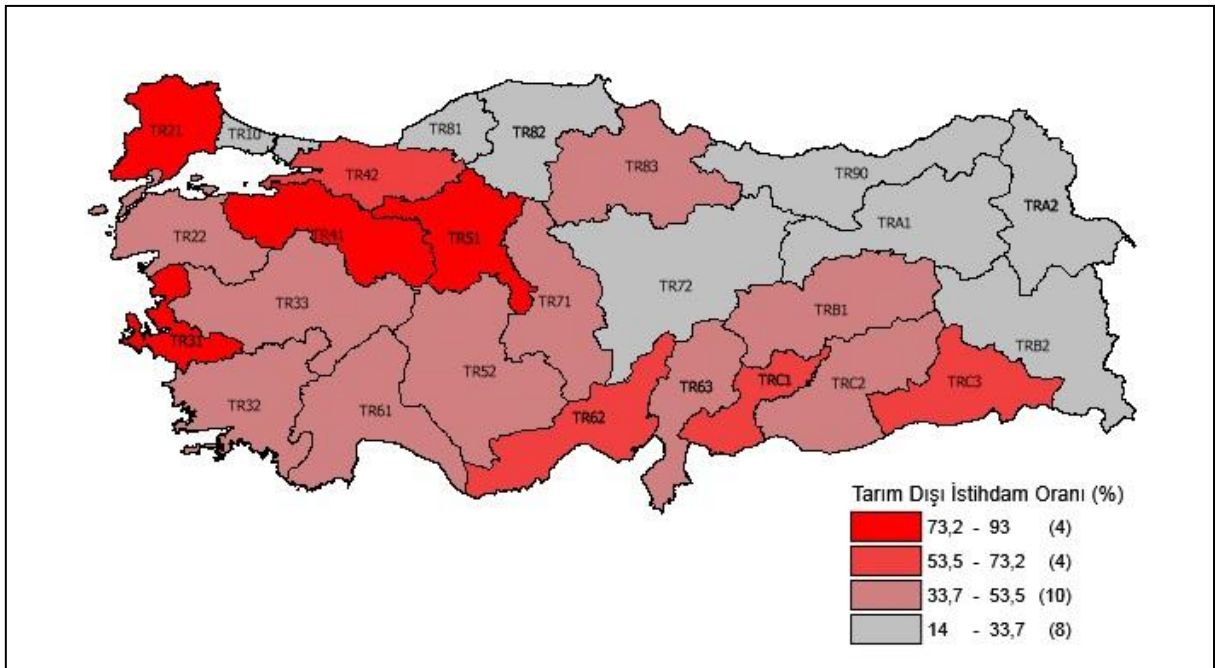 TR21
TR10
TR81
TR82
TR42
TR83
TR90
TRA1
TRA2
TR22
TR41
TR51
TR33
TR71
TR72
TRB1
TRB2
TR31
TR52
TR63
TRC1
TRC2
TRC3
TR32
TR61
TR62
Tarım Dışı İstihdam Oranı (%)
73,2 - 93 (4)
53,5 - 73,2 (4)
33,7 - 53,5 (10)
14 - 33,7 (8)